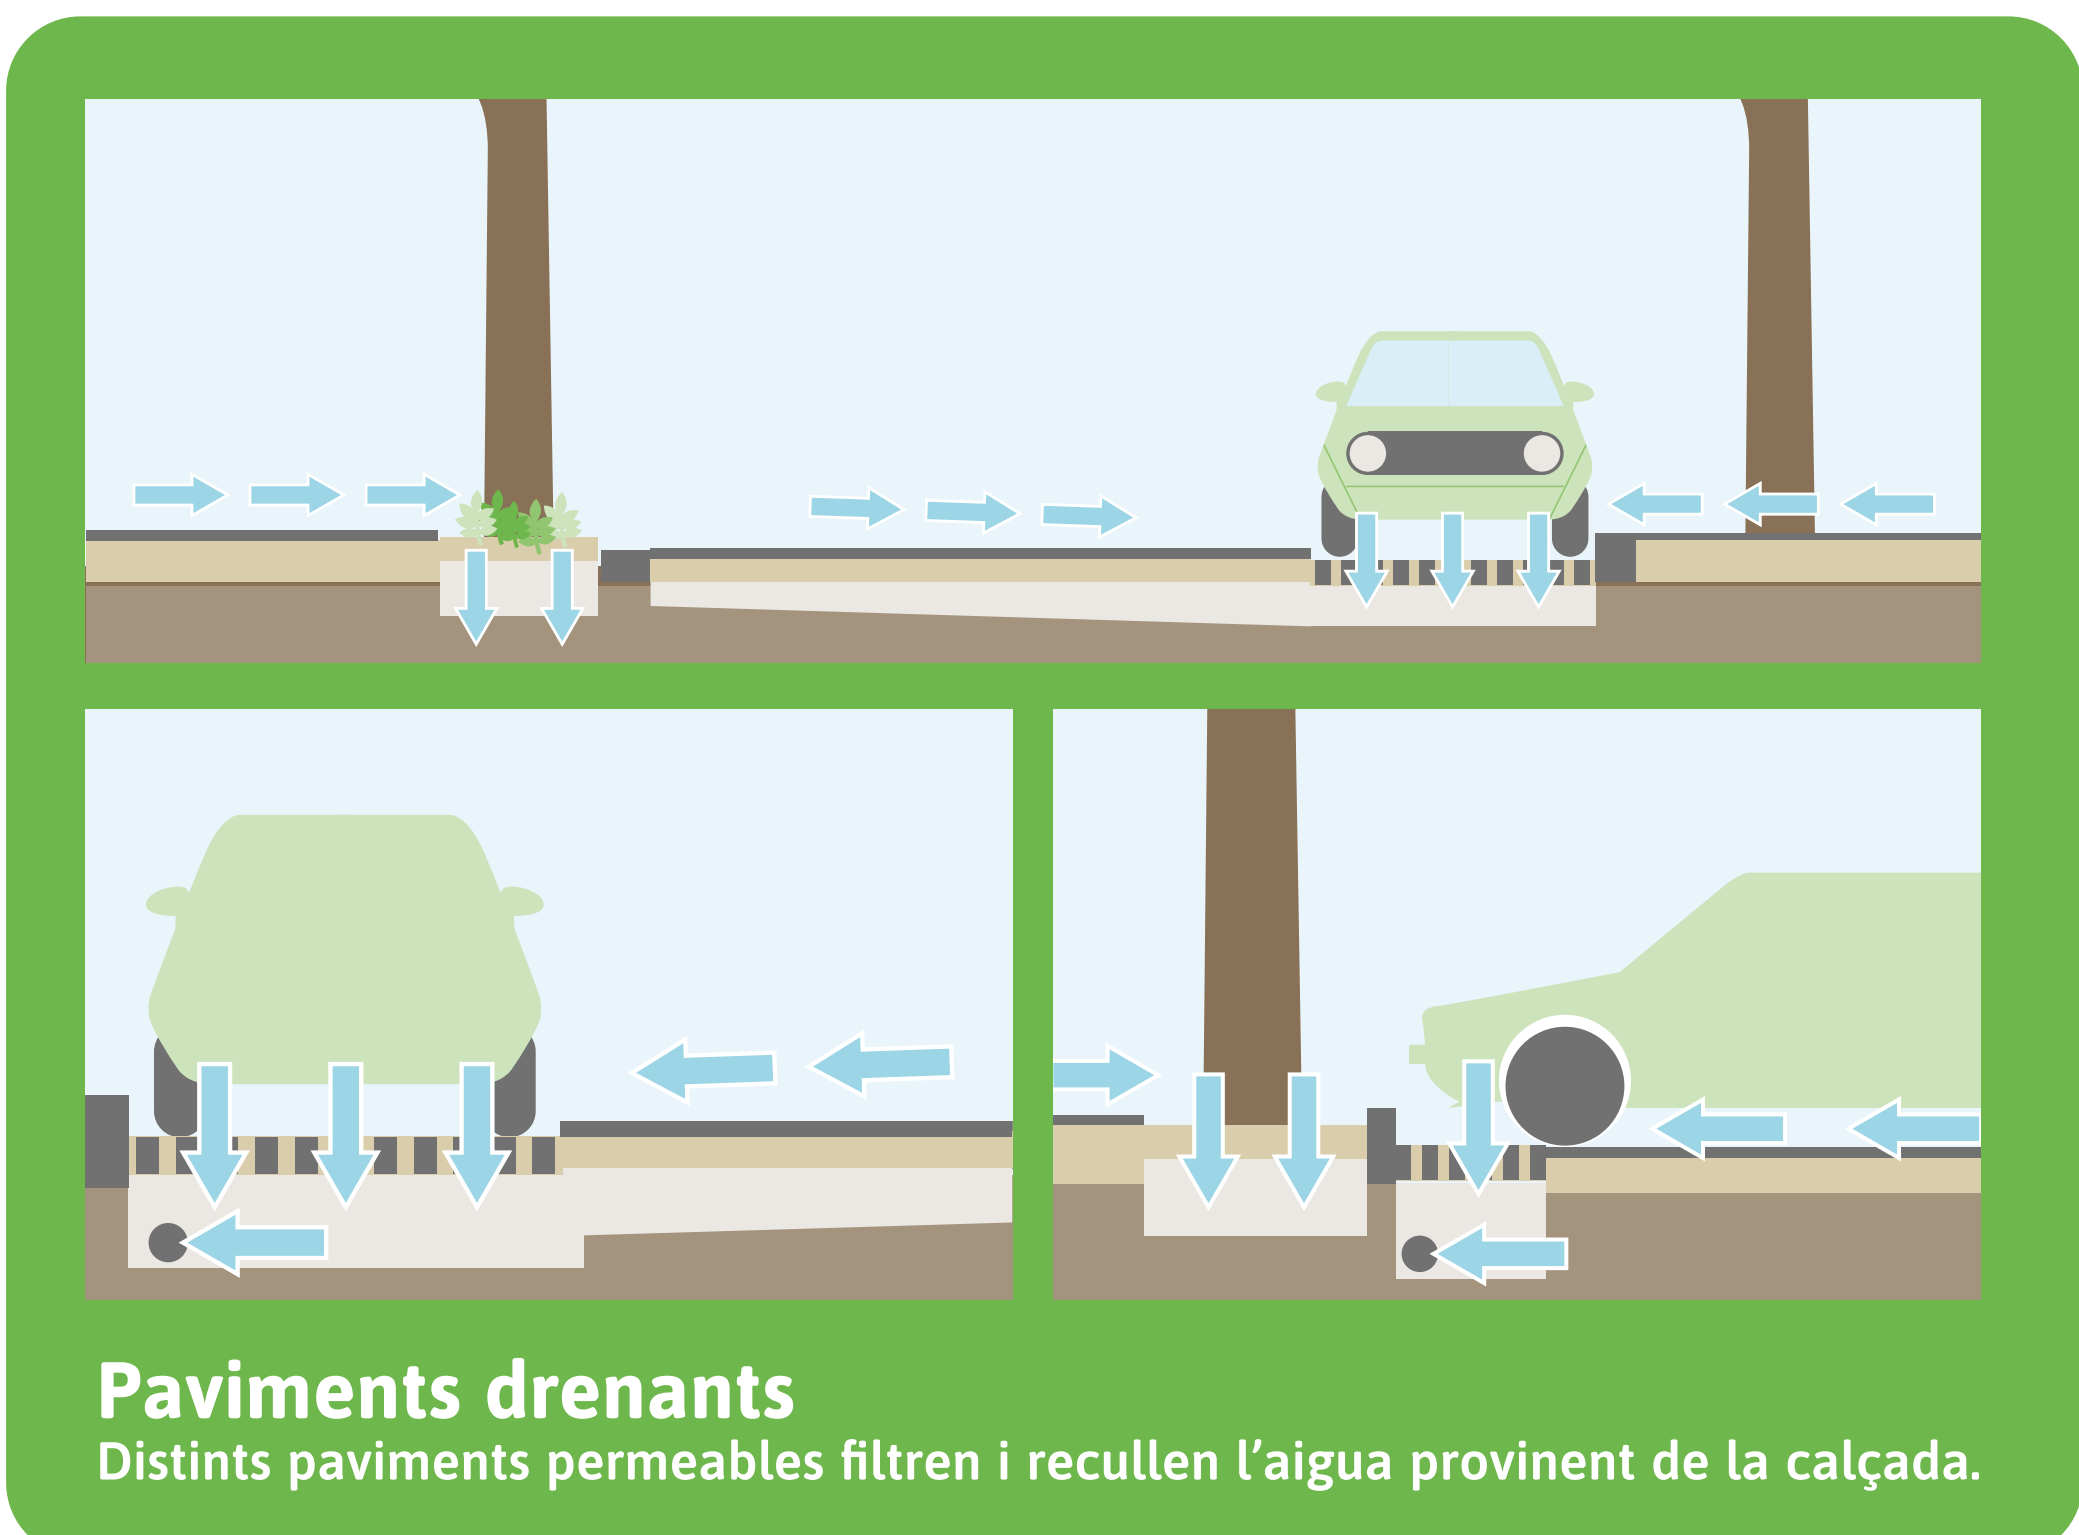 Paviments drenants
Distints paviments permeables filtren i recullen l’aigua provinent de la calçada.